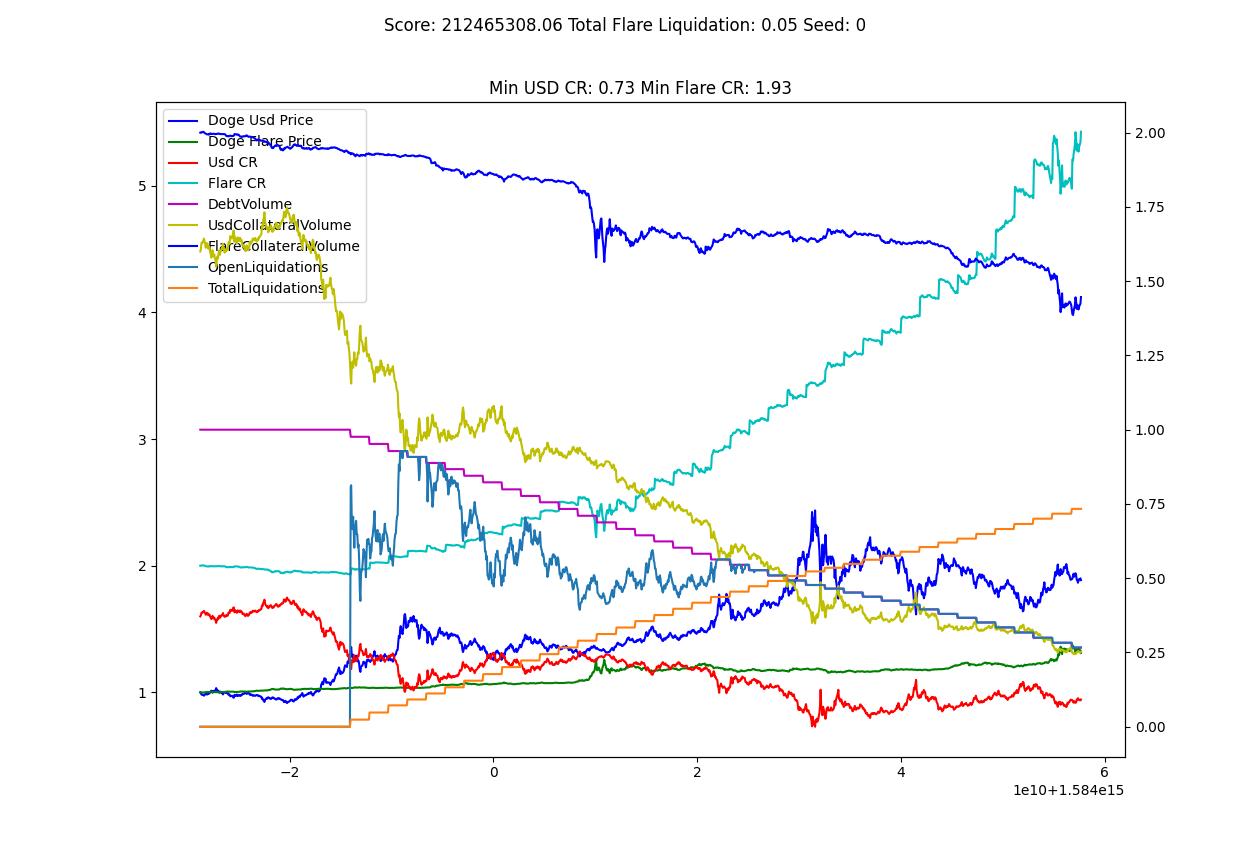 Score: 212465308.06 Total Flare Liquidation: 0.05 Seed: 0
Min USD CR: 0.73 Min Flare CR: 1.93
Doge Usd Price
Doge Flare Price
Usd CR
Flare CR
DebtVolume
UsdCollateralVolume
FlareCollateralVolume
OpenLiquidations
TotalLiquidations
5
4
3
2
1
2.00
1.75
1.50
1.25
1.00
0.75
0.50
0.25
0.00
−2 0 2 4 6
1e10+1.584e15